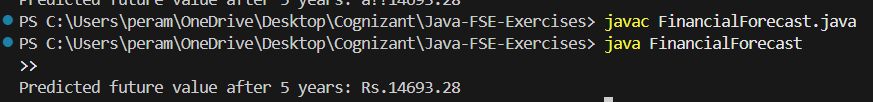 Predicted future value after 5 years: â??14693.28
PS C:\Users\peram\OneDrive\Desktop\Cognizant\Java-FSE-Exercises> javac FinancialForecast.java
PS C:\Users\peram\OneDrive\Desktop\Cognizant\Java-FSE-Exercises> java FinancialForecast
>>
Predicted future value after 5 years: Rs.14693.28